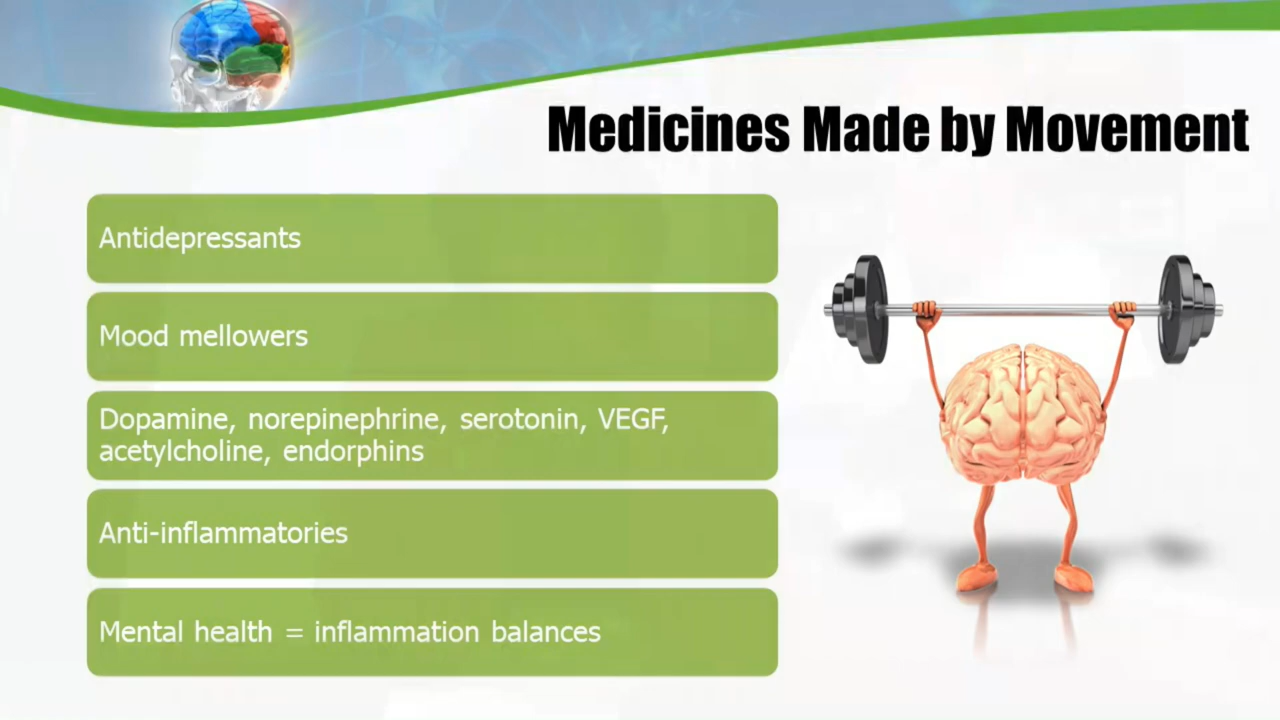 Medicines Made by Movement
Antidepressants
Mood mellowers
Dopamine, norepinephrine, serotonin, VEGF,
acetylcholine, endorphins
Anti-inflammatories
Mental health = inflammation balances